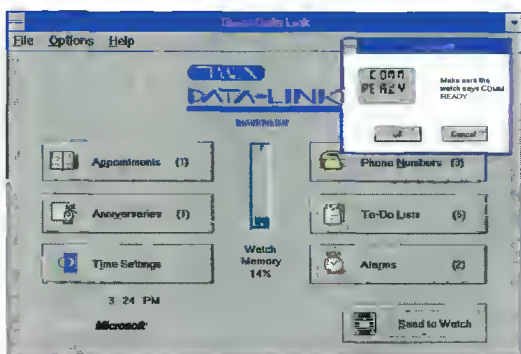 Timex Data Link
File Options Help
TIMEX
DATA-LINK
COMM
READY
Make sure the
watch says COMM
READY
OK
Cancel
Appointments (1)
Phone Numbers (3)
Anniversaries (1)
To-Do Lists (5)
Time Settings
Watch
Memory
14%
Alarms (2)
3 24 PM
Microsoft
Send to Watch